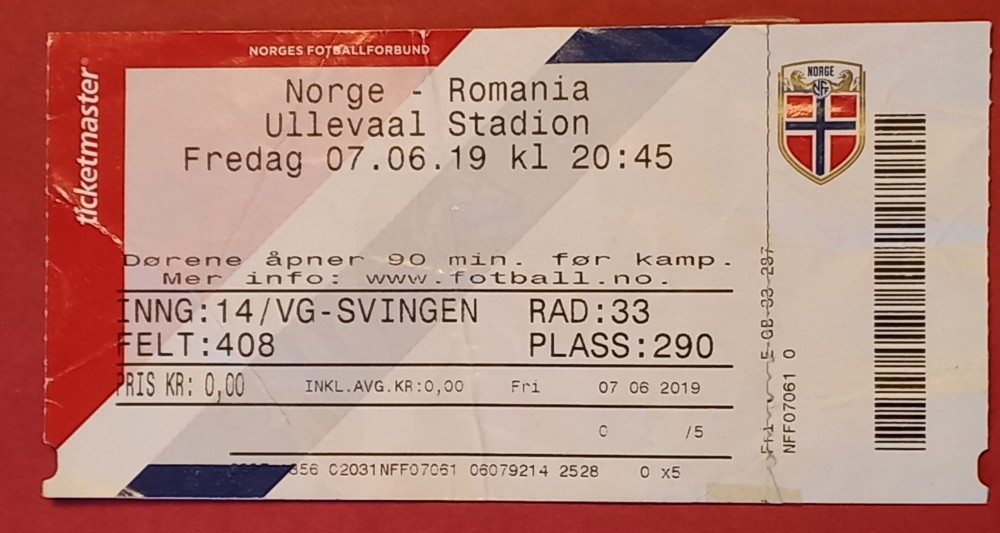 NORGES FOTBALLFORBUND
ticketmaster®
Norge - Romania
Ullevaal Stadion
Fredag 07.06.19 kl 20:45
Dørene åpner 90 min. før kamp.
Mer info: www.fotball.no.
INNG:14/VG-SVINGEN RAD:33
FELT:408 PLASS:290
PRIS KR: 0,00 INKL.AVG.KR:0,00 Fri 07 06 2019
0 /5
356 C2031NFF07061 06079214 2528 0 x5
NORGE
NFF
NFF07061 0